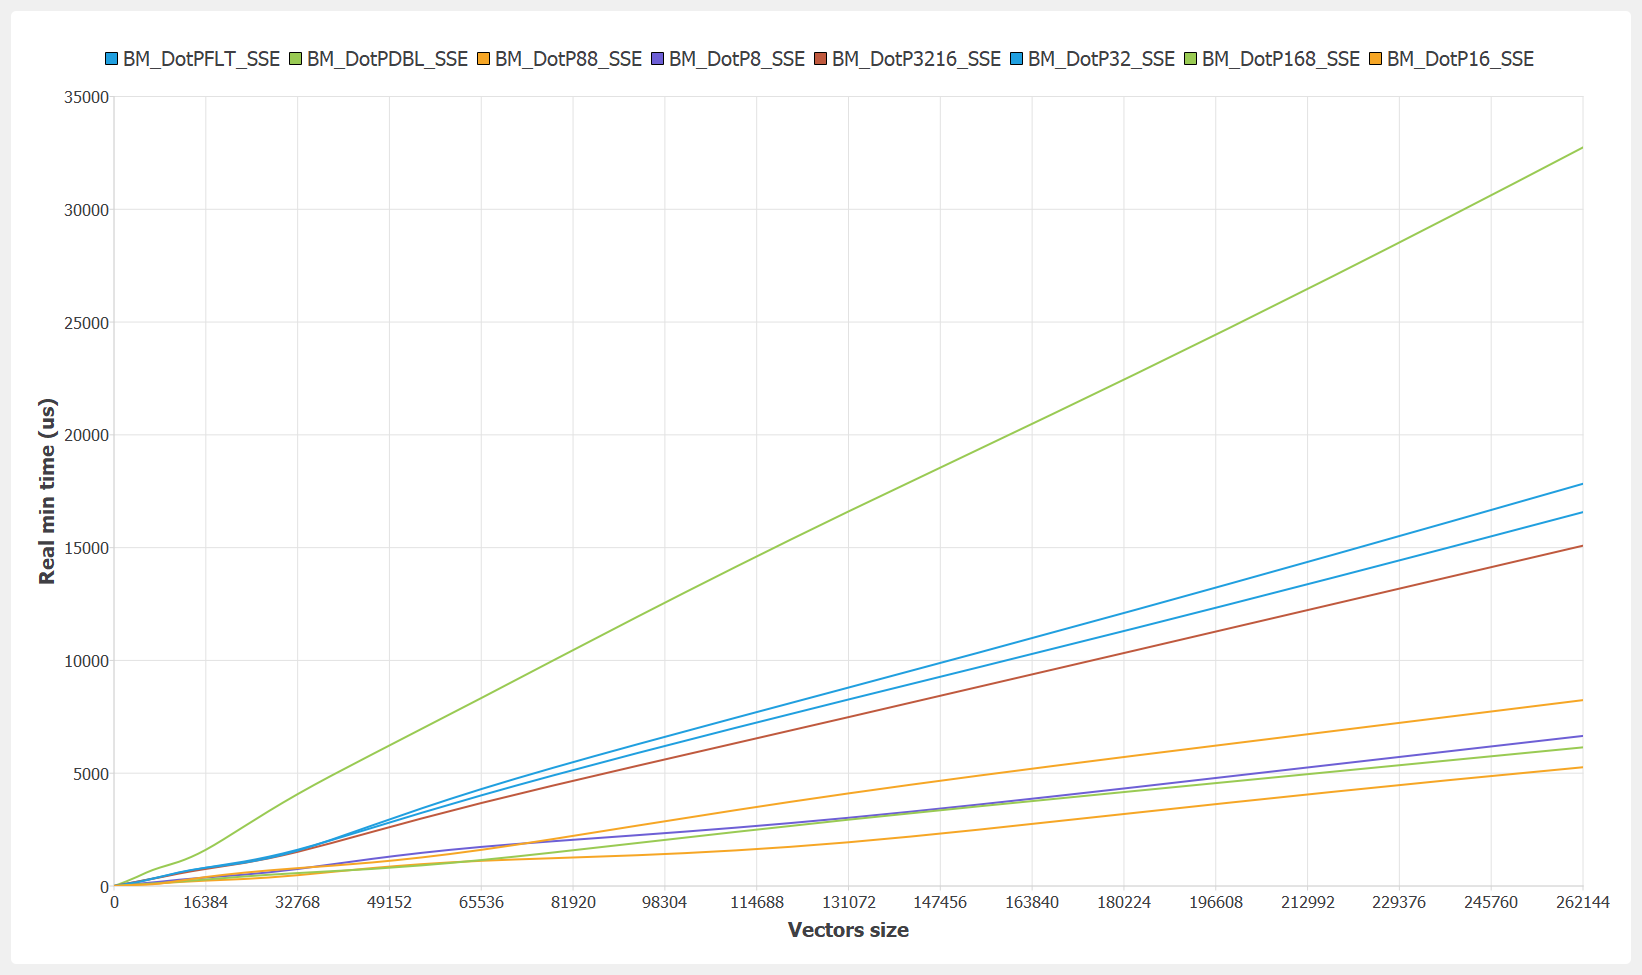 BM_DotPFLT_SSE BM_DotPDBL_SSE BM_DotP88_SSE BM_DotP8_SSE BM_DotP3216_SSE BM_DotP32_SSE BM_DotP168_SSE BM_DotP16_SSE
35000
30000
25000
20000
15000
10000
5000
0
Real min time (us)
0 16384 32768 49152 65536 81920 98304 114688 131072 147456 163840 180224 196608 212992 229376 245760 262144
Vectors size